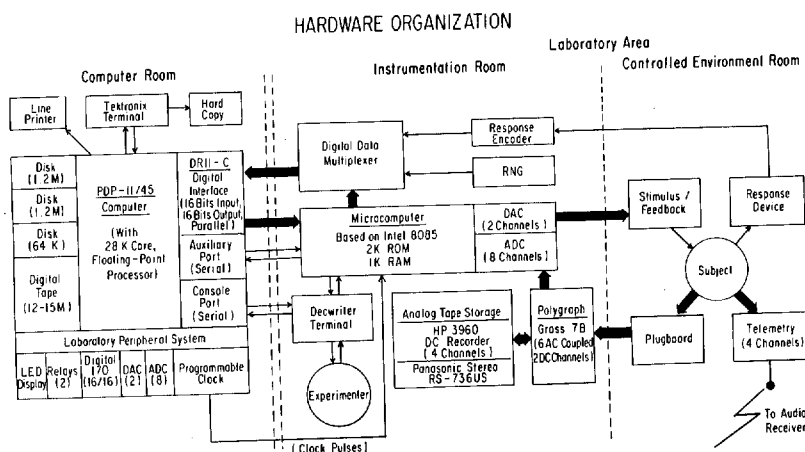 HARDWARE ORGANIZATION
Laboratory Area
Computer Room
Instrumentation Room
Controlled Environment Room
Line
Printer
Tektronix
Terminal
Hard
Copy
Disk
(1.2M)
Disk
(1.2M)
Disk
(64 K)
Digital
Tape
(12-15M)
PDP-11/45
Computer
(With
28 K Core,
Floating-Point
Processor)
DR11-C
Digital
Interface
(16 Bits Input,
16 Bits Output,
Parallel)
Auxiliary
Port
(Serial)
Console
Port
(Serial)
Laboratory Peripheral System
LED
Display
Relays
(2)
Digital
I/O
(16/16)
DAC
(2)
ADC
(8)
Programmable
Clock
(Clock Pulses)
Digital Data
Multiplexer
Response
Encoder
RNG
Microcomputer
Based on Intel 8085
2K ROM
1K RAM
DAC
(2 Channels)
ADC
(8 Channels)
Decwriter
Terminal
Experimenter
Analog Tape Storage
HP 3960
DC Recorder
(4 Channels)
Panasonic Stereo
RS-736US
Polygraph
Grass 7B
(6AC Coupled
2DC Channels)
Stimulus /
Feedback
Response
Device
Subject
Plugboard
Telemetry
(4 Channels)
To Audio
Receiver